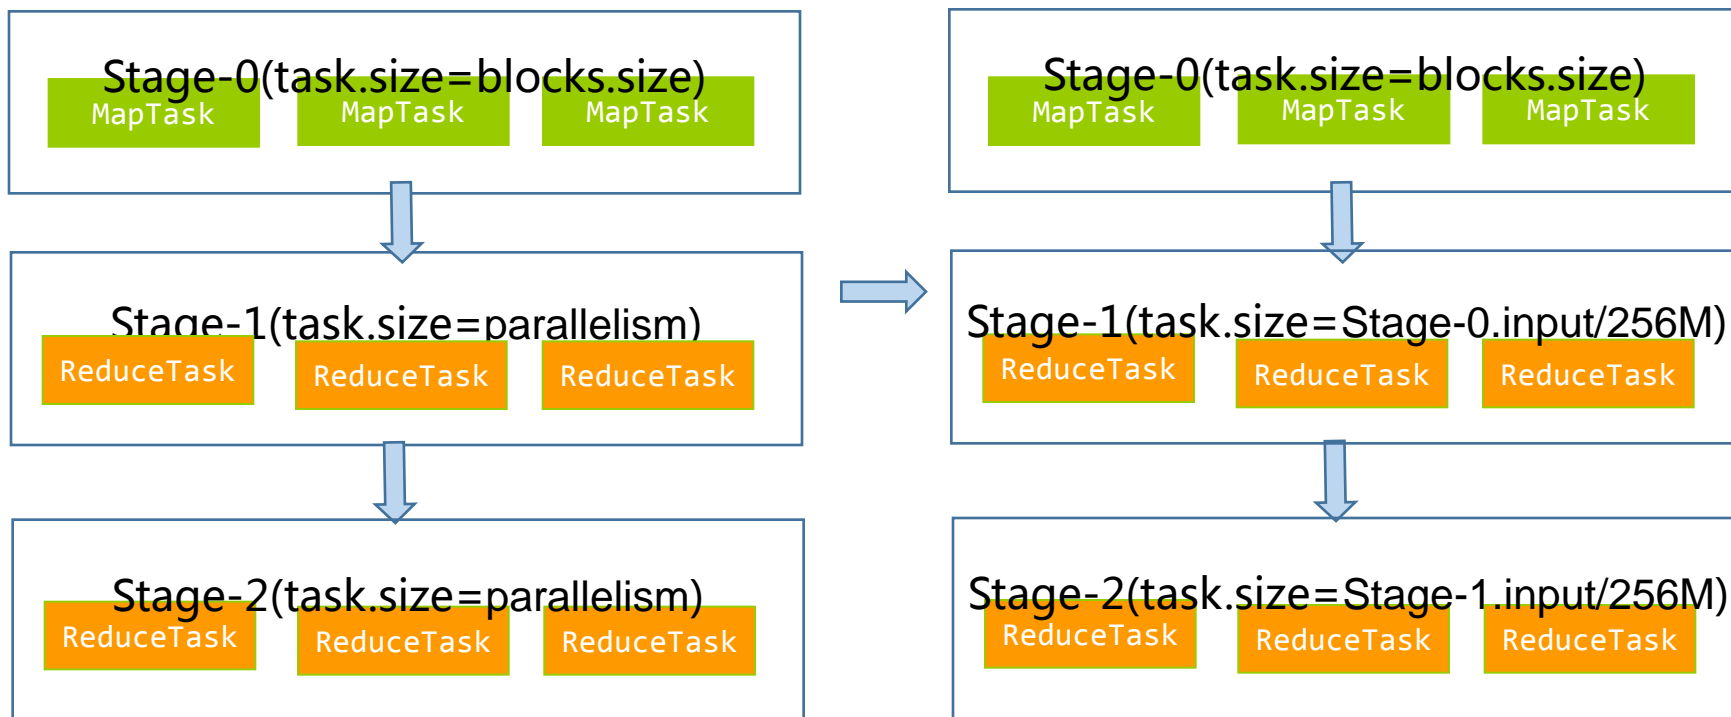 Stage-0(task.size=blocks.size)
MapTask MapTask MapTask
Stage-1(task.size=parallelism)
ReduceTask ReduceTask ReduceTask
Stage-2(task.size=parallelism)
ReduceTask ReduceTask ReduceTask
Stage-0(task.size=blocks.size)
MapTask MapTask MapTask
Stage-1(task.size=Stage-0.input/256M)
ReduceTask ReduceTask ReduceTask
Stage-2(task.size=Stage-1.input/256M)
ReduceTask ReduceTask ReduceTask